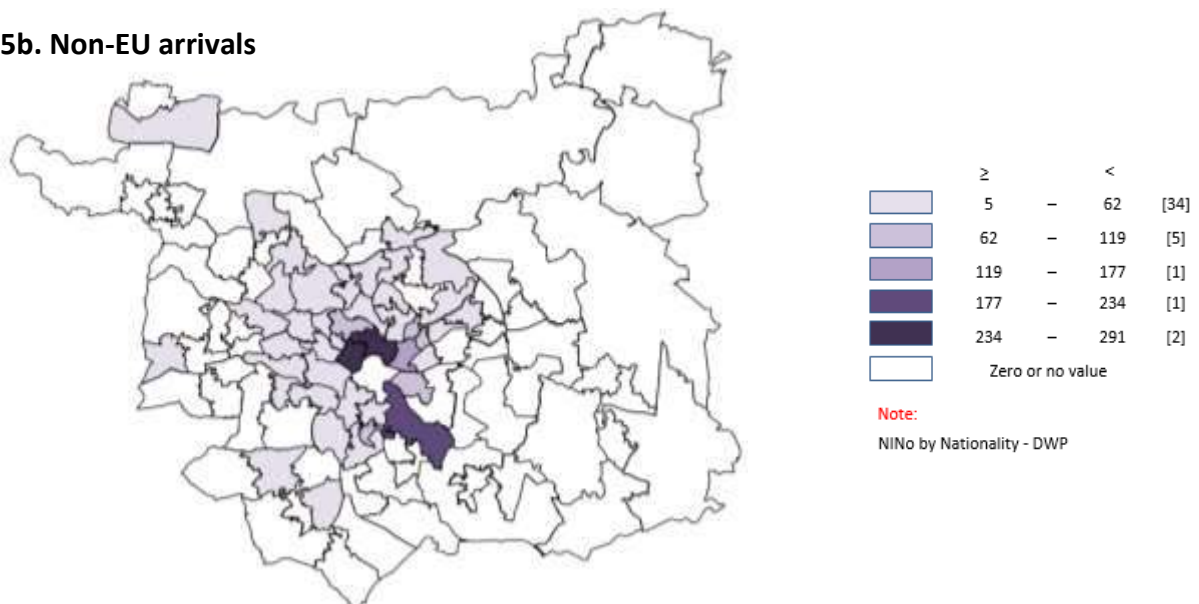 5b. Non-EU arrivals
≥ <
5 – 62 [34]
62 – 119 [5]
119 – 177 [1]
177 – 234 [1]
234 – 291 [2]
Zero or no value
Note:
NINo by Nationality - DWP